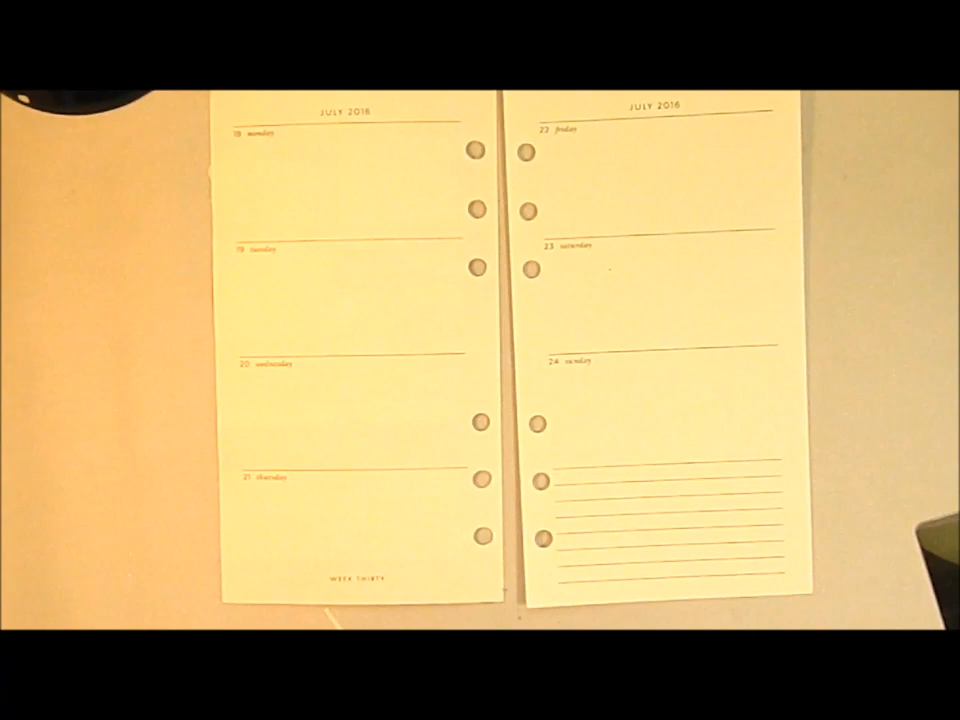 JULY 2016
18 monday
19 tuesday
20 wednesday
21 thursday
WEEK THIRTY
JULY 2016
22 friday
23 saturday
24 sunday